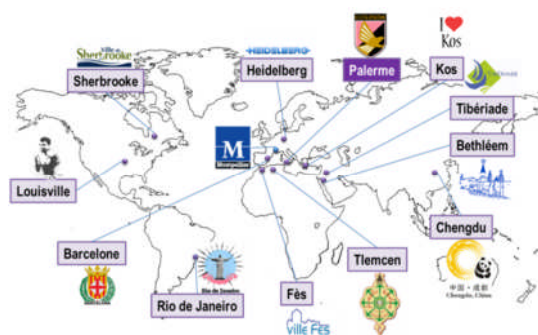 I
Kos
Ville de
Sherbrooke
HEIDELBERG
Sherbrooke
Heidelberg
Palerme
Kos
Tibériade
M
Montpellier
Bethléem
Louisville
Chengdu
Barcelone
Tlemcen
Rio de Janeiro
Rio de Janeiro
Fès
中国·成都
Chengdu, China
ville FES